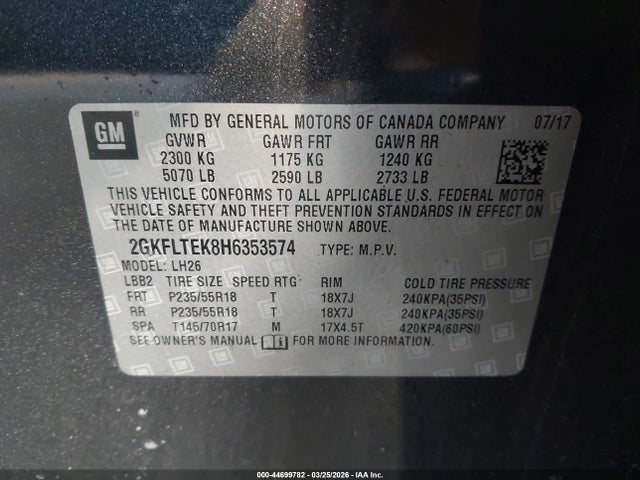 GM
MFD BY GENERAL MOTORS OF CANADA COMPANY 07/17
GVWR GAWR FRT GAWR RR
2300 KG 1175 KG 1240 KG
5070 LB 2590 LB 2733 LB
THIS VEHICLE CONFORMS TO ALL APPLICABLE U.S. FEDERAL MOTOR
VEHICLE SAFETY AND THEFT PREVENTION STANDARDS IN EFFECT ON
THE DATE OF MANUFACTURE SHOWN ABOVE.
2GKFLTEK8H6353574 TYPE: M.P.V.
MODEL: LH26
LBB2 TIRE SIZE SPEED RTG RIM COLD TIRE PRESSURE
FRT P235/55R18 T 18X7J 240KPA(35PSI)
RR P235/55R18 T 18X7J 240KPA(35PSI)
SPA T145/70R17 M 17X4.5T 420KPA(60PSI)
SEE OWNER'S MANUAL FOR MORE INFORMATION.
000-44699782 - 03/25/2026 - IAA Inc.